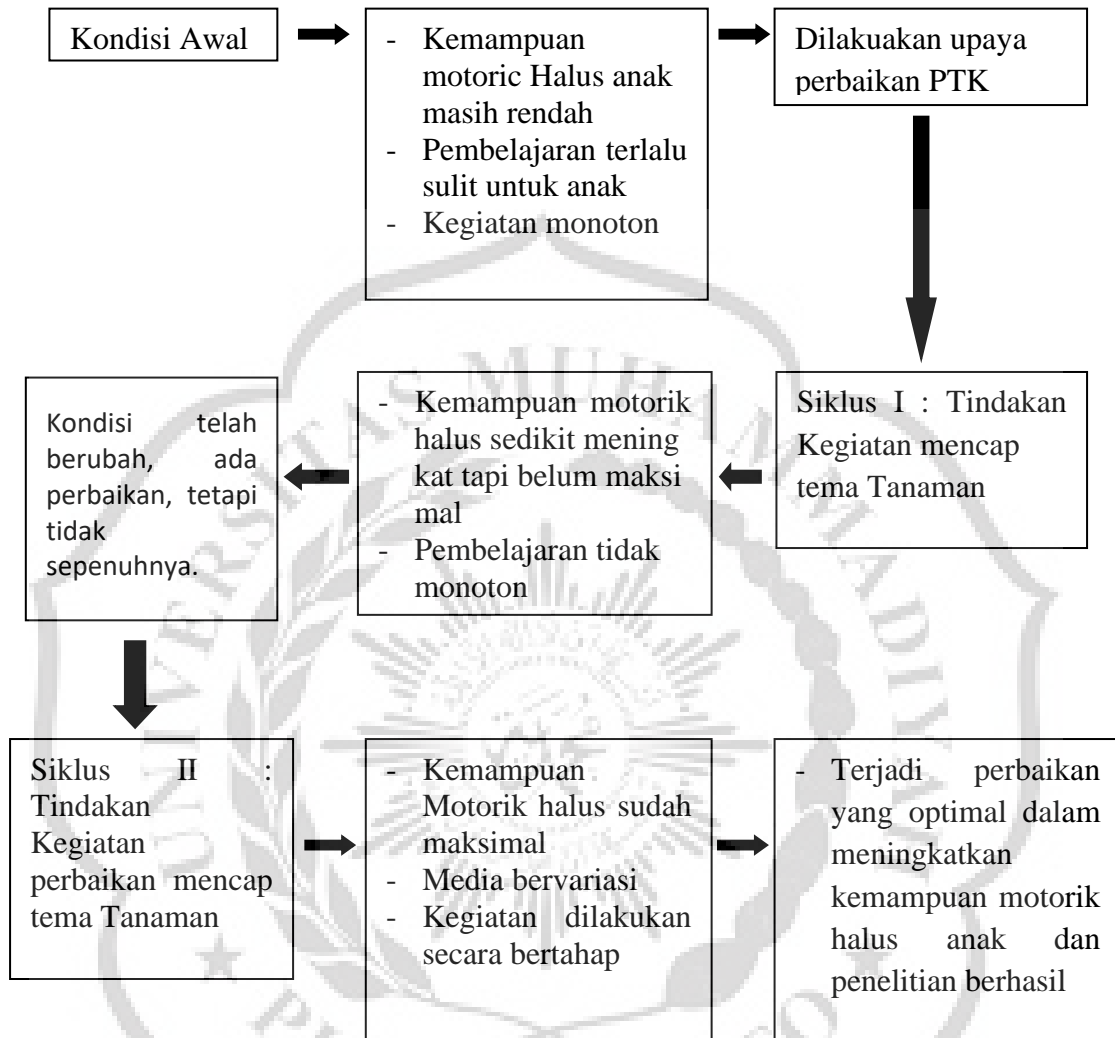 Kondisi Awal
- Kemampuan
motoric Halus anak
masih rendah
- Pembelajaran terlalu
sulit untuk anak
- Kegiatan monoton
Dilakuakan upaya
perbaikan PTK
Siklus I : Tindakan
Kegiatan mencap
tema Tanaman
- Kemampuan motorik
halus sedikit mening
kat tapi belum maksi
mal
- Pembelajaran tidak
monoton
Kondisi telah
berubah, ada
perbaikan, tetapi
tidak
sepenuhnya.
Siklus II :
Tindakan
Kegiatan
perbaikan mencap
tema Tanaman
- Kemampuan
Motorik halus sudah
maksimal
- Media bervariasi
- Kegiatan dilakukan
secara bertahap
- Terjadi perbaikan
yang optimal dalam
meningkatkan
kemampuan motorik
halus anak dan
penelitian berhasil
UNIVERSITAS MUHAMMADIYAH